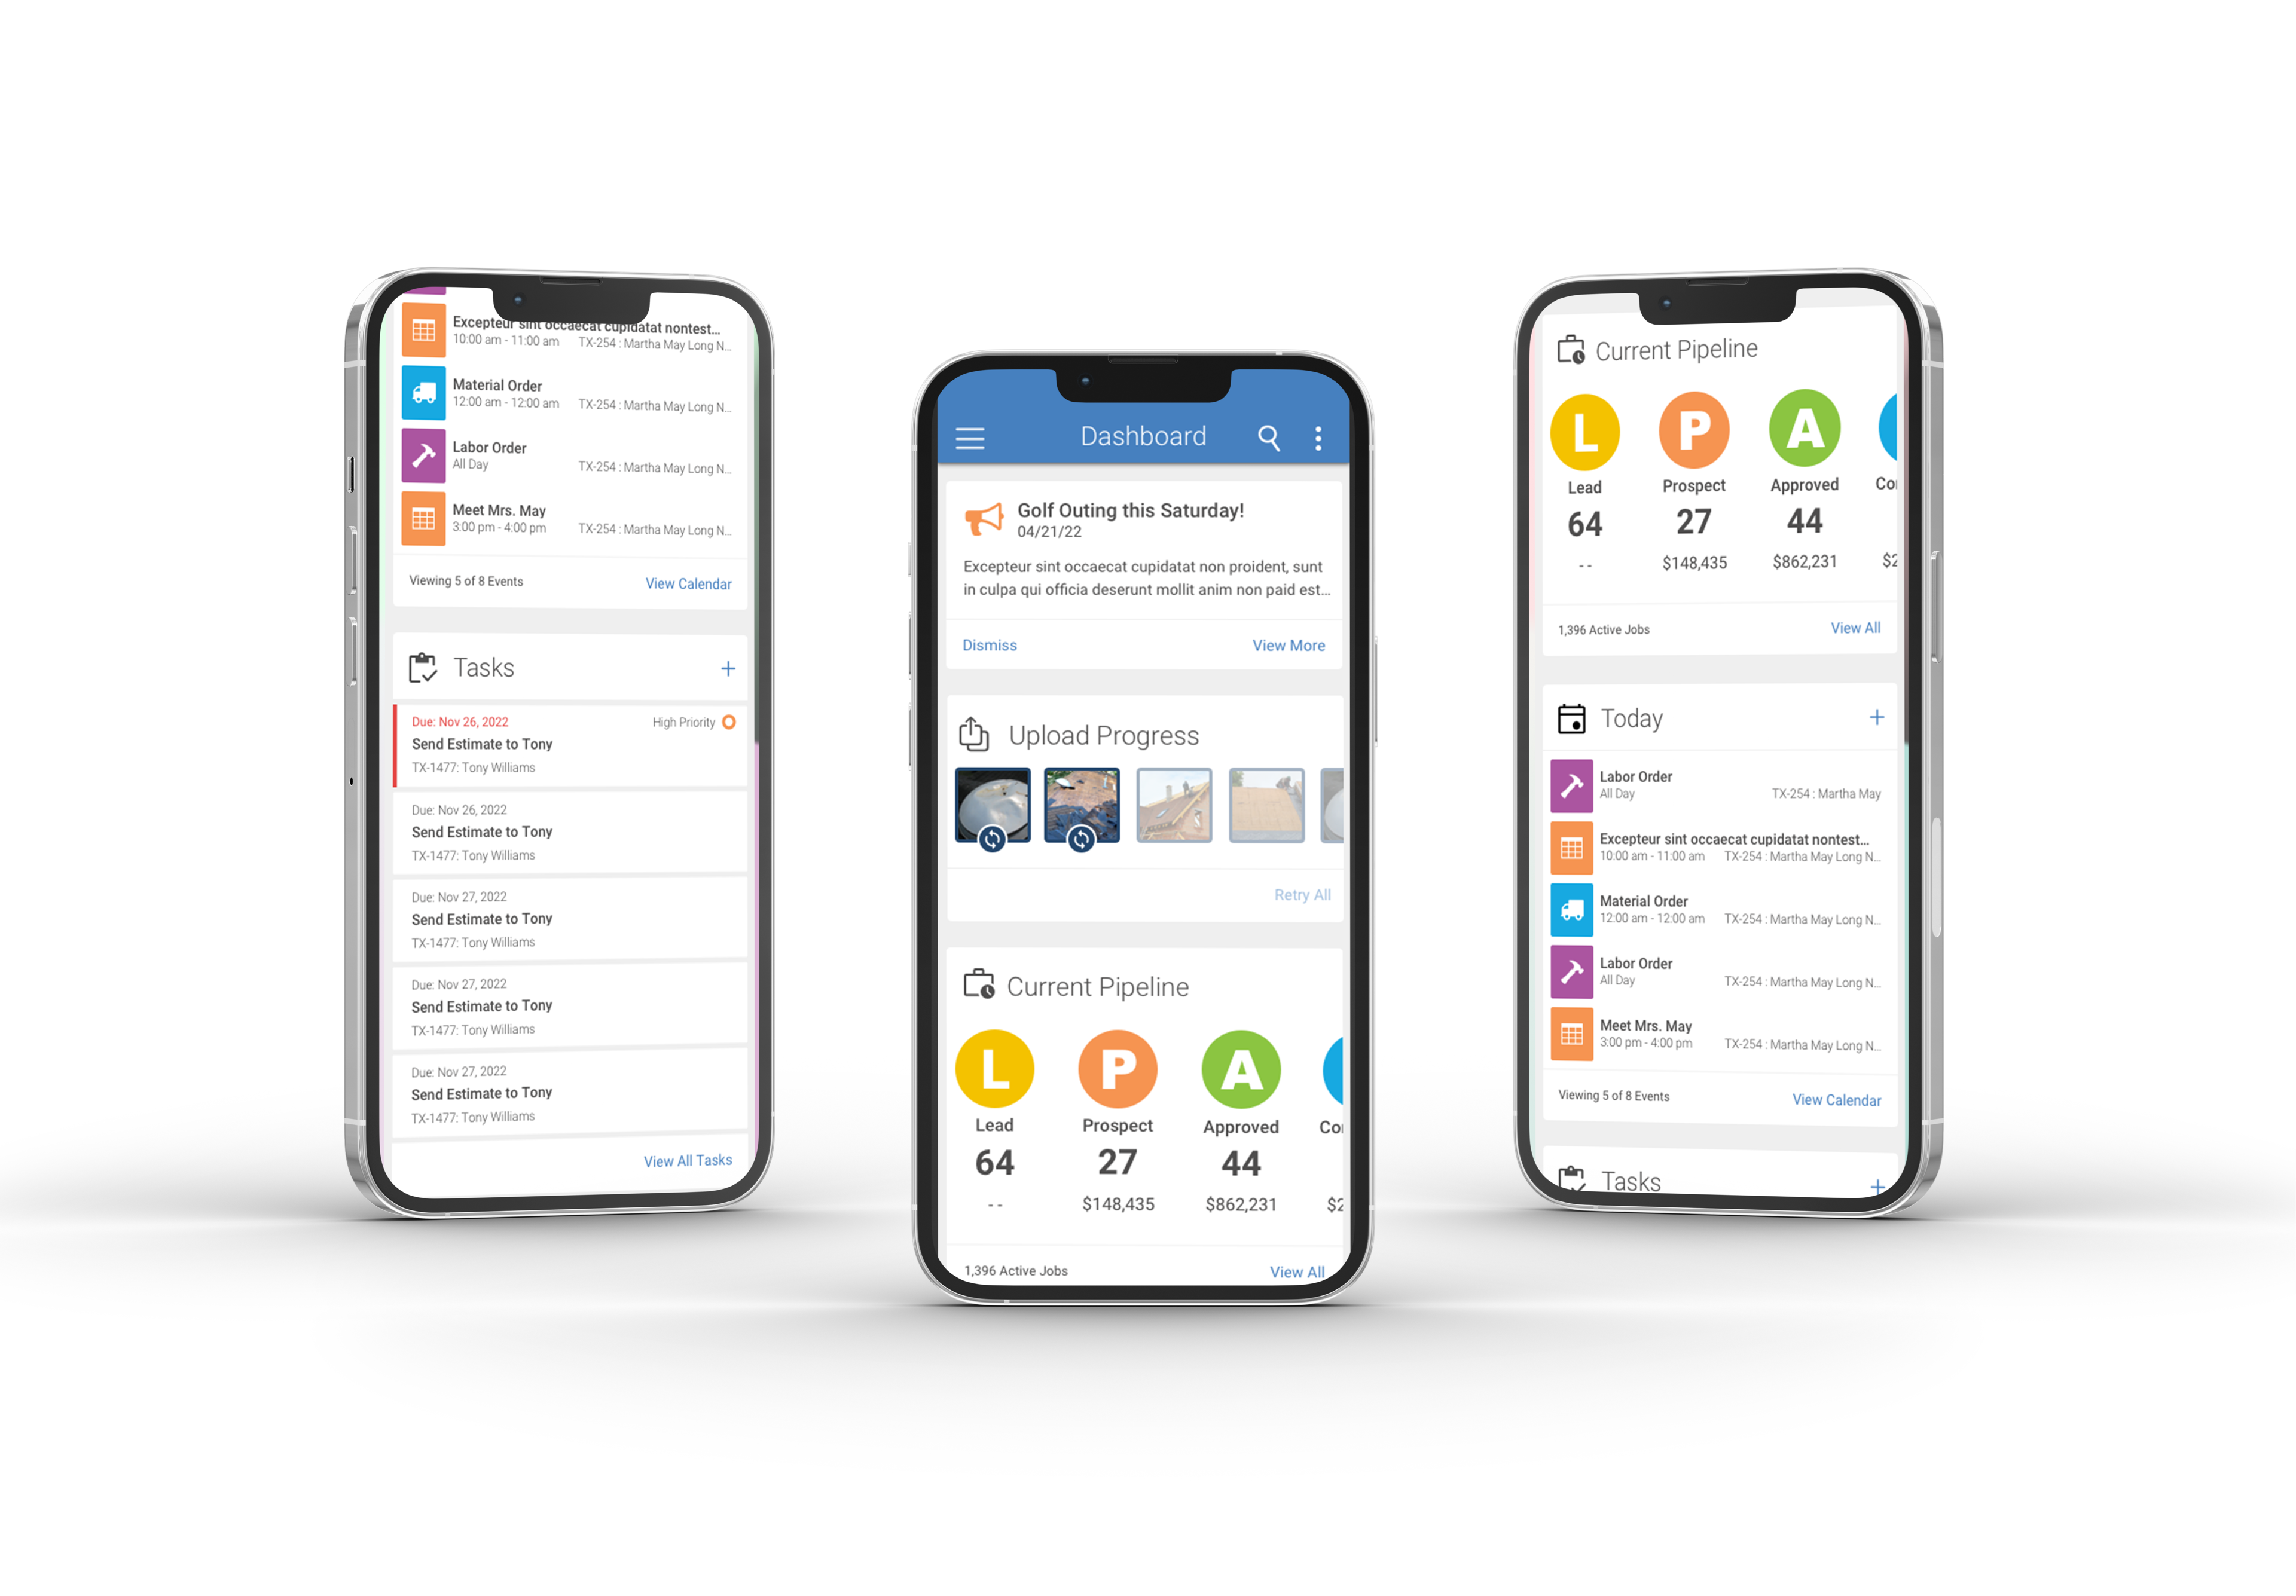 Excepteur sint occaecat cupidatat nontest...
10:00 am - 11:00 am TX-254 : Martha May Long N...
Material Order
12:00 am - 12:00 am TX-254 : Martha May Long N...
Labor Order
All Day TX-254 : Martha May Long N...
Meet Mrs. May
3:00 pm - 4:00 pm TX-254 : Martha May Long N...
Viewing 5 of 8 Events View Calendar
Tasks +
Due: Nov 26, 2022 High Priority
Send Estimate to Tony
TX-1477: Tony Williams
Due: Nov 26, 2022
Send Estimate to Tony
TX-1477: Tony Williams
Due: Nov 27, 2022
Send Estimate to Tony
TX-1477: Tony Williams
Due: Nov 27, 2022
Send Estimate to Tony
TX-1477: Tony Williams
Due: Nov 27, 2022
Send Estimate to Tony
TX-1477: Tony Williams
View All Tasks
Dashboard
Golf Outing this Saturday!
04/21/22
Excepteur sint occaecat cupidatat non proident, sunt
in culpa qui officia deserunt mollit anim non paid est...
Dismiss View More
Upload Progress
Retry All
Current Pipeline
L P A
Lead Prospect Approved
64 27 44
-- $148,435 $862,231
1,396 Active Jobs View All
Current Pipeline
L P A
Lead Prospect Approved
64 27 44
-- $148,435 $862,231
1,396 Active Jobs View All
Today +
Labor Order
All Day TX-254 : Martha May
Excepteur sint occaecat cupidatat nontest...
10:00 am - 11:00 am TX-254 : Martha May Long N...
Material Order
12:00 am - 12:00 am TX-254 : Martha May Long N...
Labor Order
All Day TX-254 : Martha May Long N...
Meet Mrs. May
3:00 pm - 4:00 pm TX-254 : Martha May Long N...
Viewing 5 of 8 Events View Calendar
Tasks +